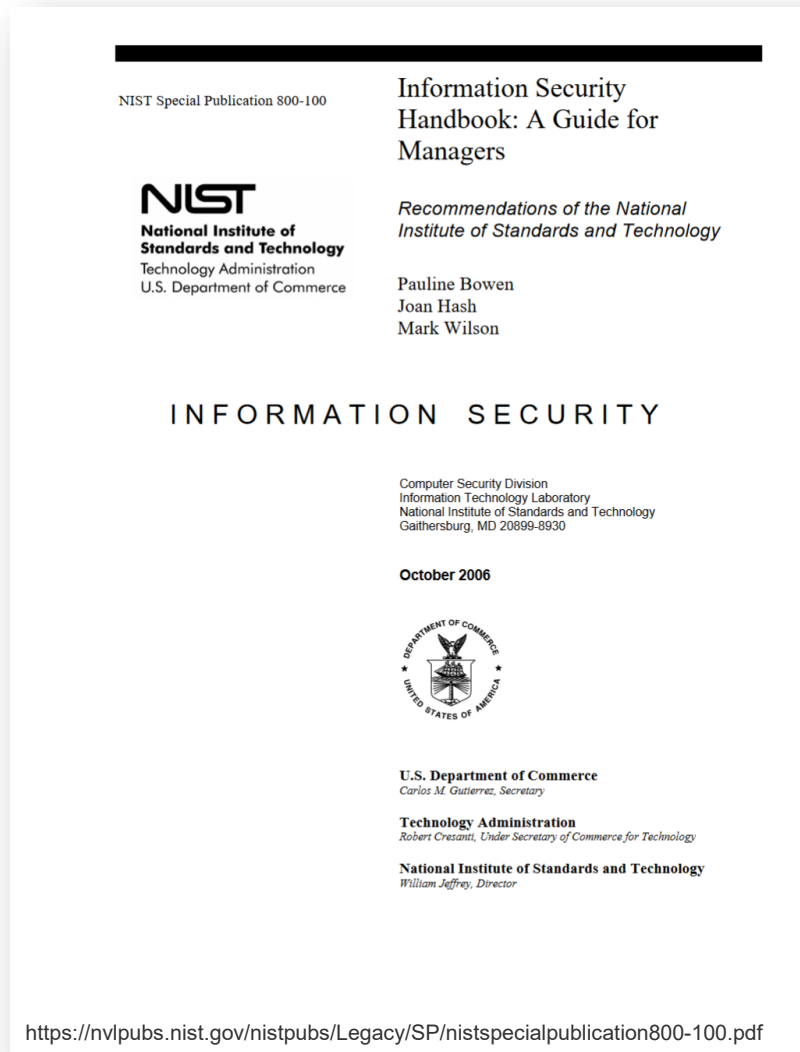 NIST Special Publication 800-100
Information Security
Handbook: A Guide for
Managers
NIST
National Institute of
Standards and Technology
Technology Administration
U.S. Department of Commerce
Recommendations of the National
Institute of Standards and Technology
Pauline Bowen
Joan Hash
Mark Wilson
INFORMATION SECURITY
Computer Security Division
Information Technology Laboratory
National Institute of Standards and Technology
Gaithersburg, MD 20899-8930
October 2006
DEPARTMENT OF COMMERCE
UNITED STATES OF AMERICA
U.S. Department of Commerce
Carlos M. Gutierrez, Secretary
Technology Administration
Robert Cresanti, Under Secretary of Commerce for Technology
National Institute of Standards and Technology
William Jeffrey, Director
https://nvlpubs.nist.gov/nistpubs/Legacy/SP/nistspecialpublication800-100.pdf